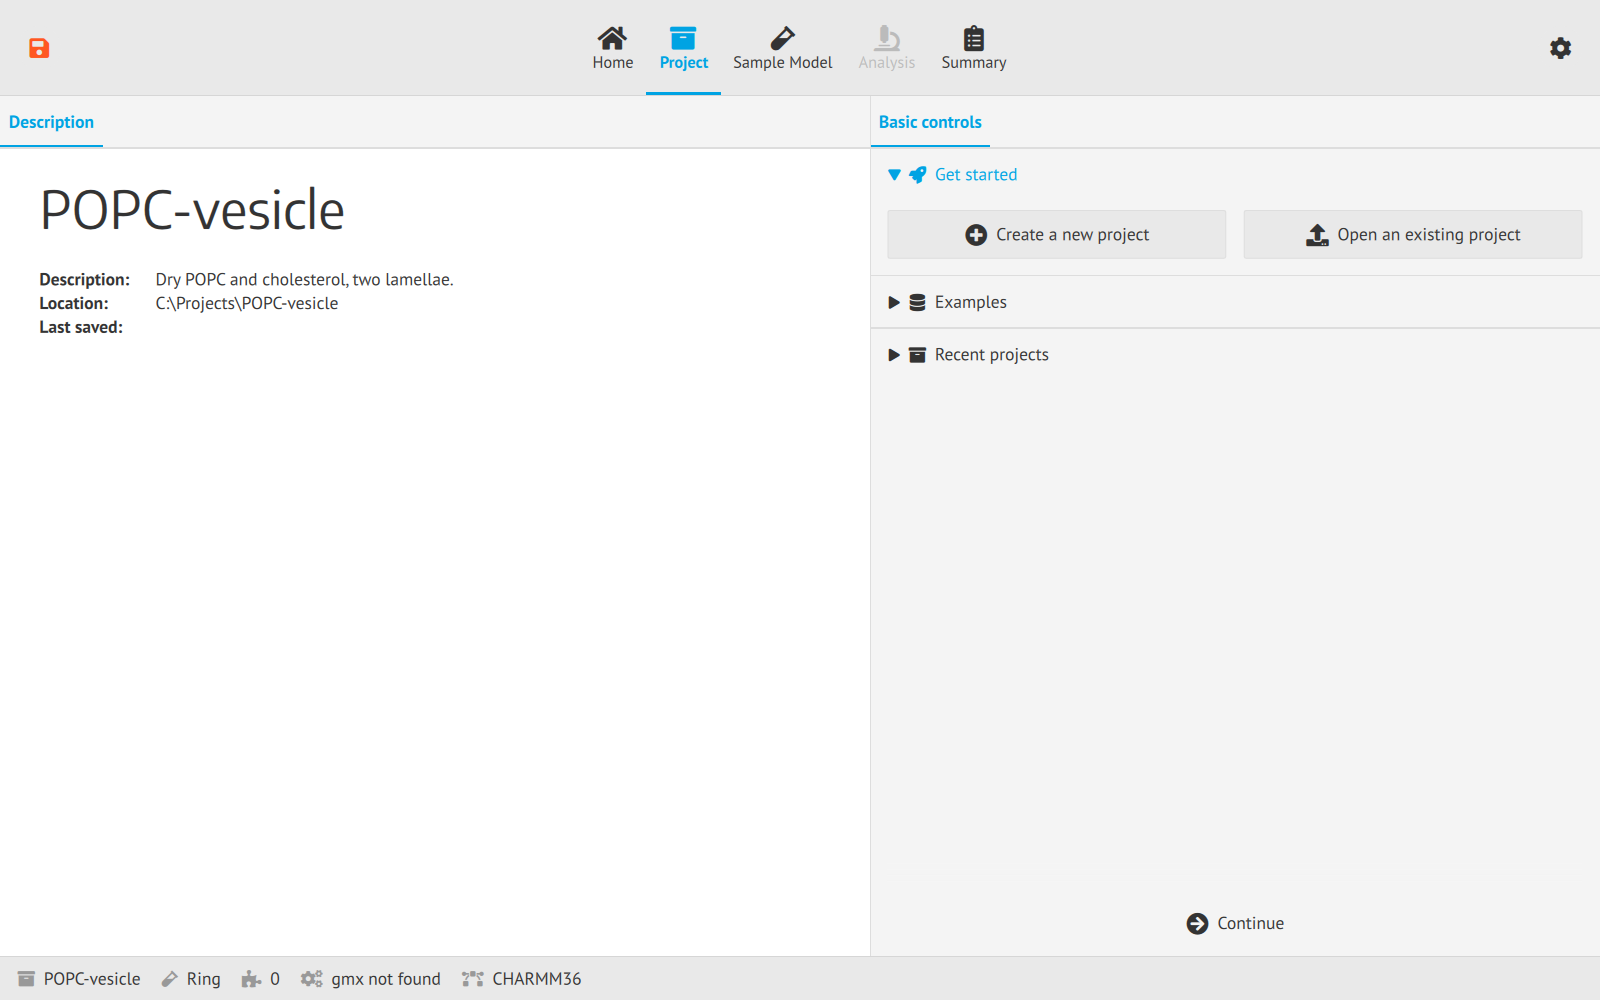 Home
Project
Sample Model
Analysis
Summary
Description
Basic controls
POPC-vesicle
Description: Dry POPC and cholesterol, two lamellae.
Location: C:\Projects\POPC-vesicle
Last saved:
Get started
Create a new project
Open an existing project
Examples
Recent projects
Continue
POPC-vesicle
Ring
0
gmx not found
CHARMM36